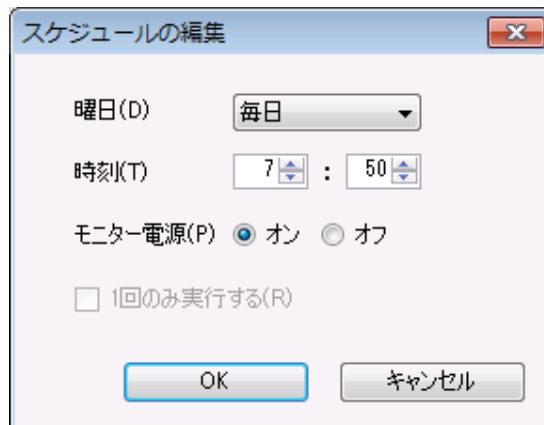 スケジュールの編集
曜日(D) 毎日
時刻(T) 7 : 50
モニター電源(P) オン オフ
1回のみ実行する(R)
OK キャンセル